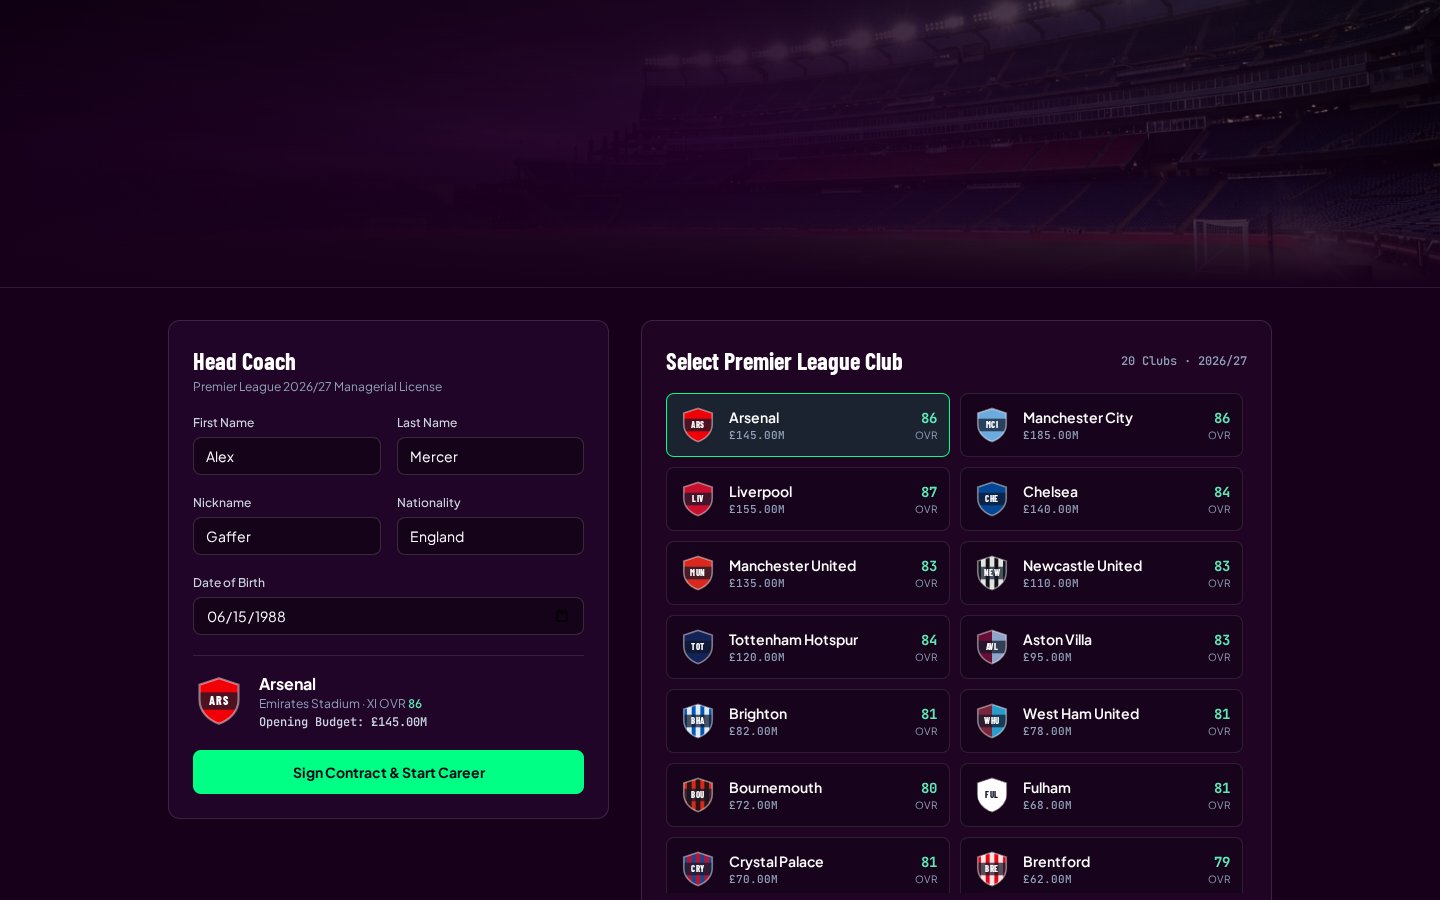 Head Coach
Premier League 2026/27 Managerial License
First Name
Last Name
Alex
Mercer
Nickname
Nationality
Gaffer
England
Date of Birth
06/15/1988
ARS
Arsenal
Emirates Stadium · XI OVR 86
Opening Budget: £145.00M
Sign Contract & Start Career
Select Premier League Club
20 Clubs · 2026/27
ARS
Arsenal
£145.00M
86
OVR
MCI
Manchester City
£185.00M
86
OVR
LIV
Liverpool
£155.00M
87
OVR
CHE
Chelsea
£140.00M
84
OVR
MUN
Manchester United
£135.00M
83
OVR
NEW
Newcastle United
£110.00M
83
OVR
TOT
Tottenham Hotspur
£120.00M
84
OVR
AVL
Aston Villa
£95.00M
83
OVR
BHA
Brighton
£82.00M
81
OVR
WHU
West Ham United
£78.00M
81
OVR
BOU
Bournemouth
£72.00M
80
OVR
FUL
Fulham
£68.00M
81
OVR
CRY
Crystal Palace
£70.00M
81
OVR
BRE
Brentford
£62.00M
79
OVR